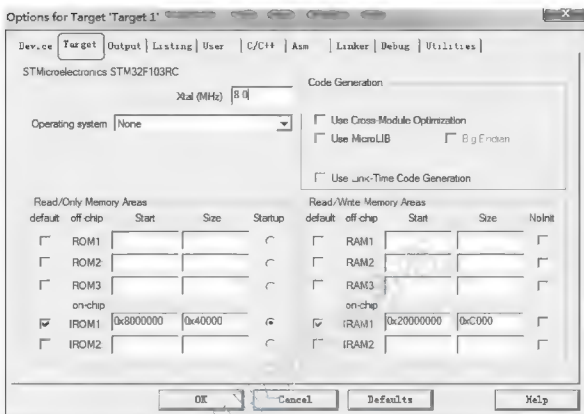 Options for Target 'Target 1'
Device | Target | Output | Listing | User | C/C++ | Asm | Linker | Debug | Utilities
STMicroelectronics STM32F103RC
Xtal (MHz) 8.0
Operating system None
Code Generation
Use Cross-Module Optimization
Use MicroLIB Big Endian
Use Link-Time Code Generation
Read/Only Memory Areas
default off-chip Start Size Startup
ROM1
ROM2
ROM3
on-chip
IROM1 0x8000000 0x40000
IROM2
Read/Write Memory Areas
default off-chip Start Size NoInit
RAM1
RAM2
RAM3
on-chip
IRAM1 0x20000000 0xC000
IRAM2
OK Cancel Defaults Help